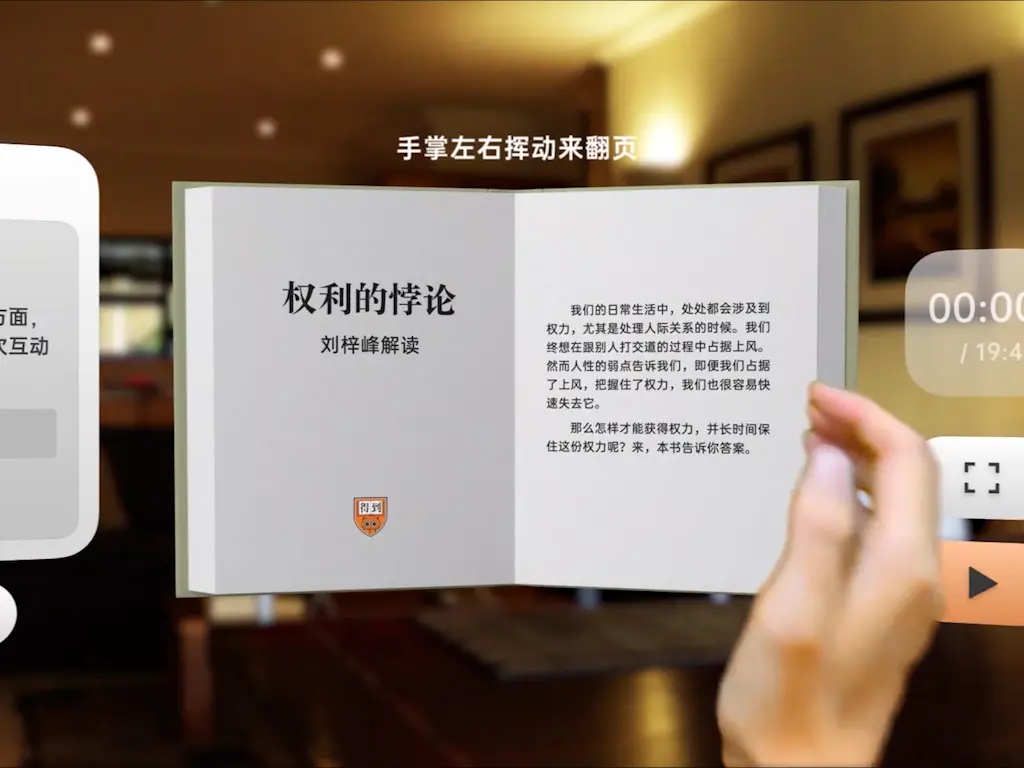 手掌左右挥动来翻页
方面，
次互动
权利的悖论
刘梓峰解读
得到
我们的日常生活中，处处都会涉及到
权力，尤其是处理人际关系的时候。我们
终想在跟别人打交道的过程中占据上风。
然而人性的弱点告诉我们，即便我们占据
了上风，把握住了权力，我们也很容易快
速失去它。
那么怎样才能获得权力，并长时间保
住这份权力呢？来，本书告诉你答案。
00:00
/ 19:4